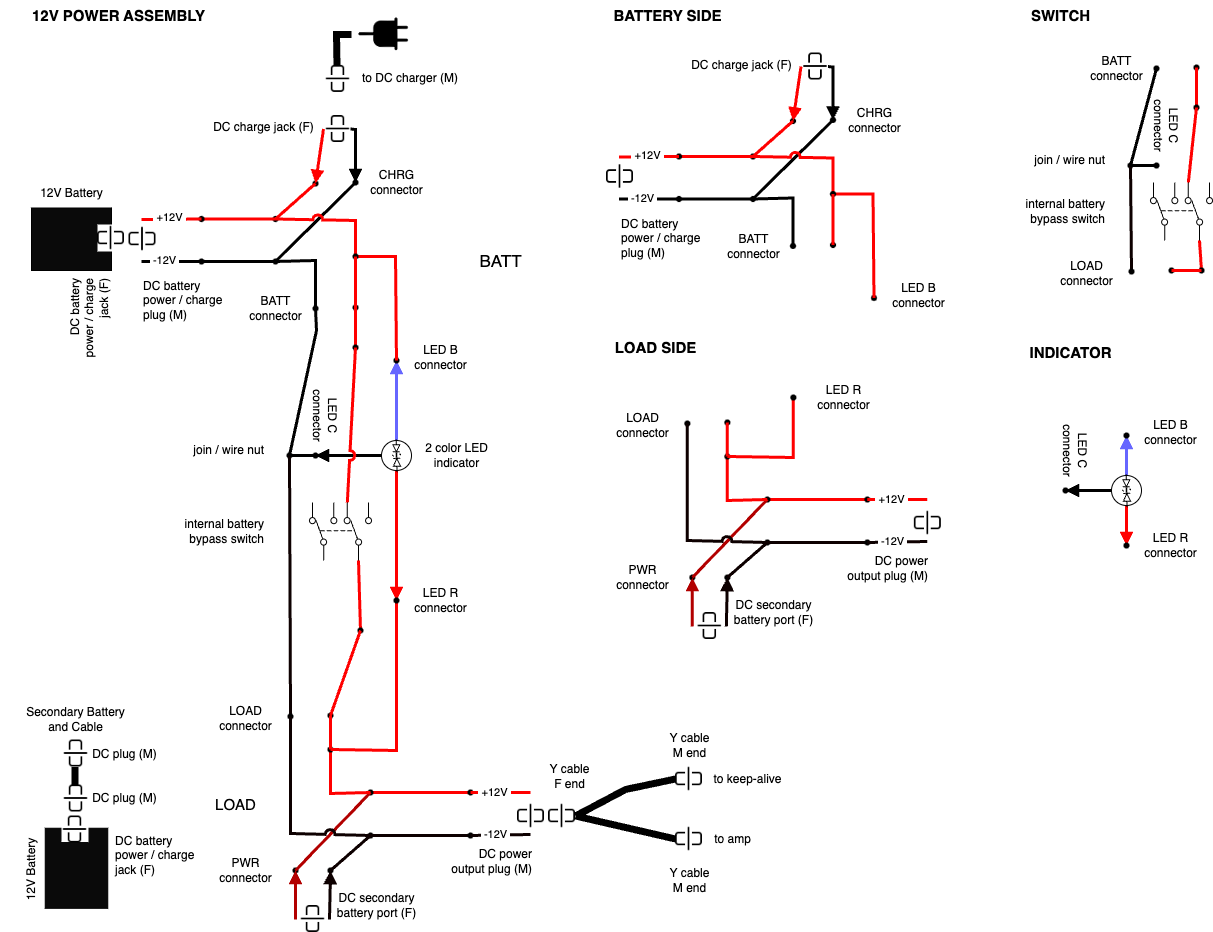 12V POWER ASSEMBLY
to DC charger (M)
DC charge jack (F)
CHRG
connector
12V Battery
+12V
-12V
DC battery
power / charge
jack (F)
DC battery
power / charge
plug (M)
BATT
connector
BATT
LED B
connector
LED C
connector
join / wire nut
2 color LED
indicator
internal battery
bypass switch
LED R
connector
LOAD
connector
Secondary Battery
and Cable
DC plug (M)
DC plug (M)
12V Battery
DC battery
power / charge
jack (F)
LOAD
+12V
-12V
PWR
connector
DC secondary
battery port (F)
DC power
output plug (M)
Y cable
F end
Y cable
M end
to keep-alive
to amp
Y cable
M end
BATTERY SIDE
DC charge jack (F)
CHRG
connector
+12V
-12V
DC battery
power / charge
plug (M)
BATT
connector
LED B
connector
LOAD SIDE
LED R
connector
LOAD
connector
+12V
-12V
DC power
output plug (M)
PWR
connector
DC secondary
battery port (F)
SWITCH
BATT
connector
LED C
connector
join / wire nut
internal battery
bypass switch
LOAD
connector
INDICATOR
LED B
connector
LED C
connector
LED R
connector